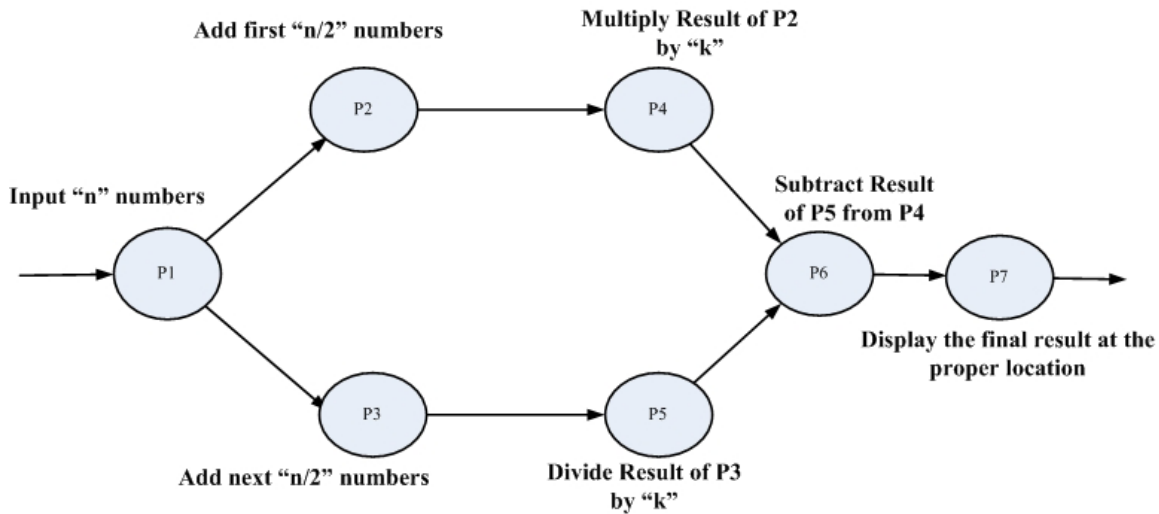 Add first “n/2” numbers
Multiply Result of P2
by “k”
P2
P4
Input “n” numbers
Subtract Result
of P5 from P4
P1
P6
P7
Display the final result at the
proper location
P3
P5
Add next “n/2” numbers
Divide Result of P3
by “k”